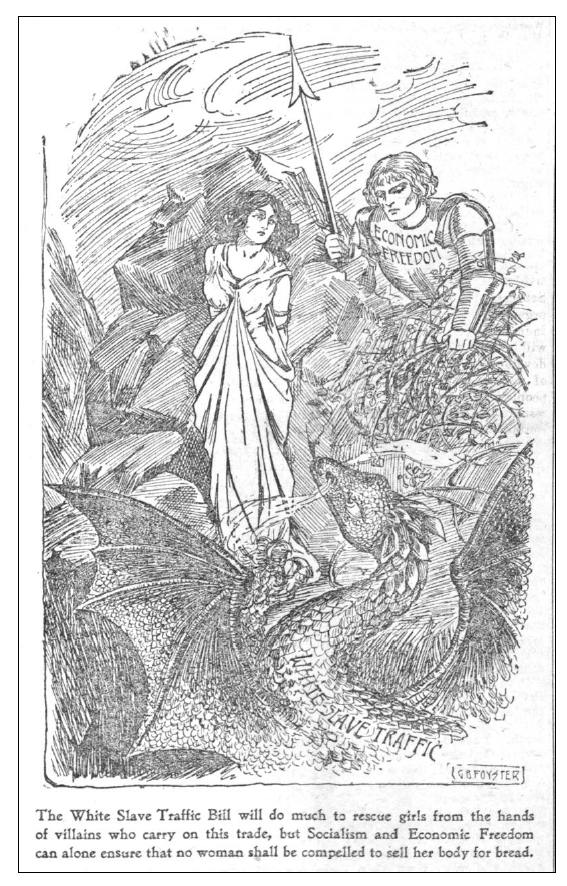 ECONOMIC
FREEDOM
WHITE SLAVE TRAFFIC
G.B FOYSTER
The White Slave Traffic Bill will do much to rescue girls from the hands
of villains who carry on this trade, but Socialism and Economic Freedom
can alone ensure that no woman shall be compelled to sell her body for bread.